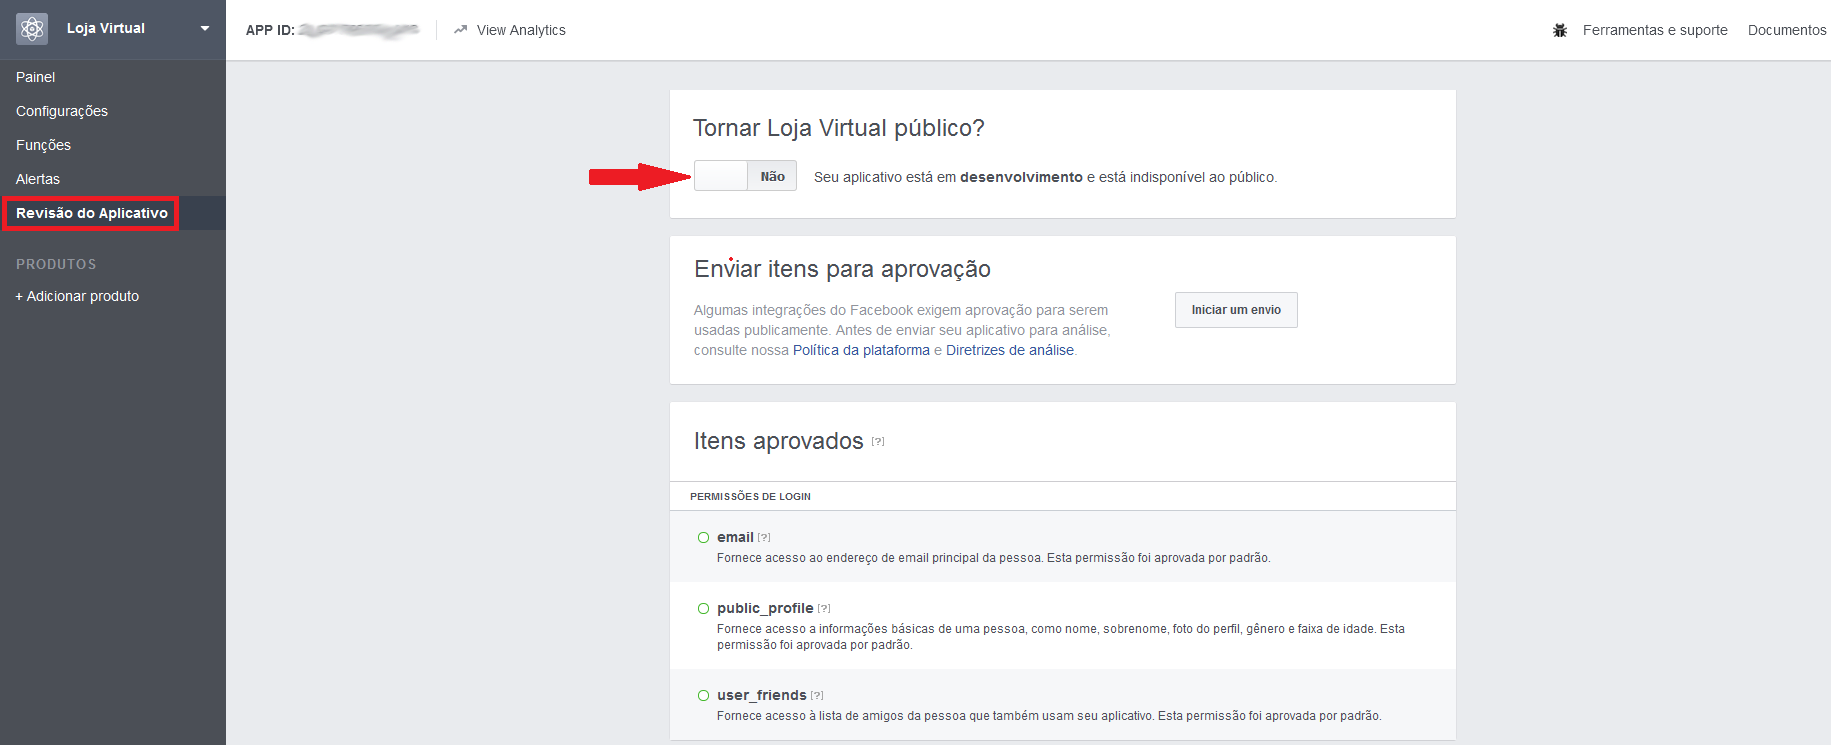 Loja Virtual
APP ID:
View Analytics
Ferramentas e suporte
Documentos
Painel
Configurações
Funções
Alertas
Revisão do Aplicativo
PRODUTOS
+ Adicionar produto
Tornar Loja Virtual público?
Não
Seu aplicativo está em desenvolvimento e está indisponível ao público.
Enviar itens para aprovação
Algumas integrações do Facebook exigem aprovação para serem
usadas publicamente. Antes de enviar seu aplicativo para análise,
consulte nossa Política da plataforma e Diretrizes de análise.
Iniciar um envio
Itens aprovados [?]
PERMISSÕES DE LOGIN
email [?]
Fornece acesso ao endereço de email principal da pessoa. Esta permissão foi aprovada por padrão.
public_profile [?]
Fornece acesso a informações básicas de uma pessoa, como nome, sobrenome, foto do perfil, gênero e faixa de idade. Esta
permissão foi aprovada por padrão.
user_friends [?]
Fornece acesso à lista de amigos da pessoa que também usam seu aplicativo. Esta permissão foi aprovada por padrão.